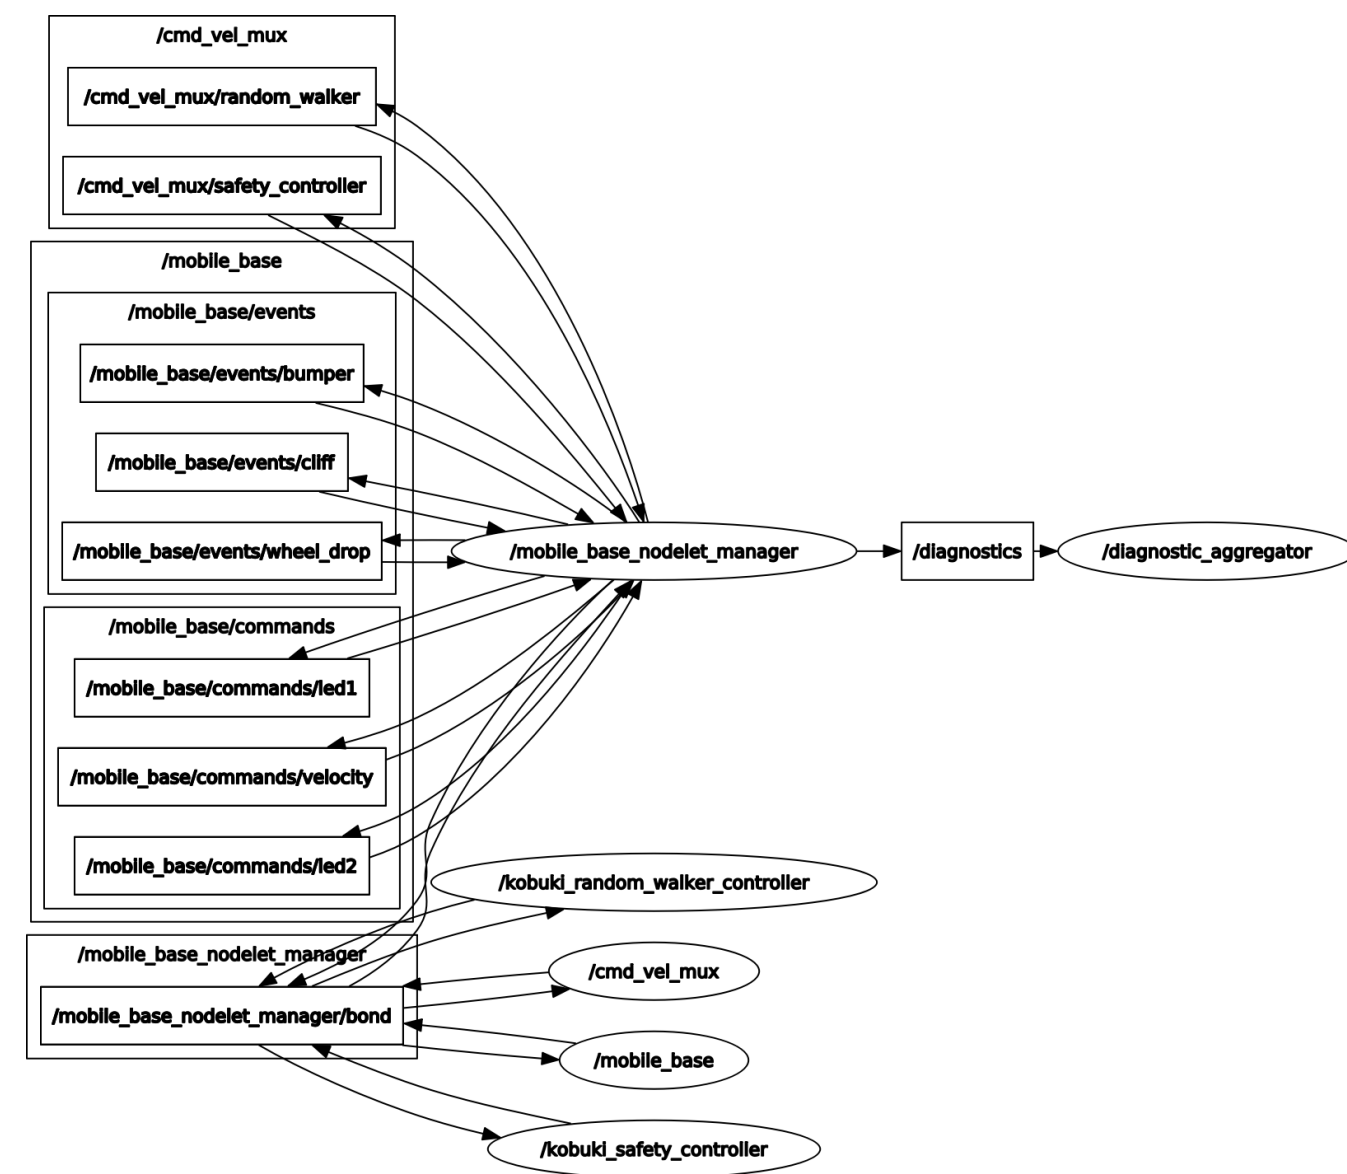 /cmd_vel_mux
/cmd_vel_mux/random_walker
/cmd_vel_mux/safety_controller
/mobile_base
/mobile_base/events
/mobile_base/events/bumper
/mobile_base/events/cliff
/mobile_base/events/wheel_drop
/mobile_base_nodelet_manager
/diagnostics
/diagnostic_aggregator
/mobile_base/commands
/mobile_base/commands/led1
/mobile_base/commands/velocity
/mobile_base/commands/led2
/kobuki_random_walker_controller
/mobile_base_nodelet_manager
/cmd_vel_mux
/mobile_base_nodelet_manager/bond
/mobile_base
/kobuki_safety_controller